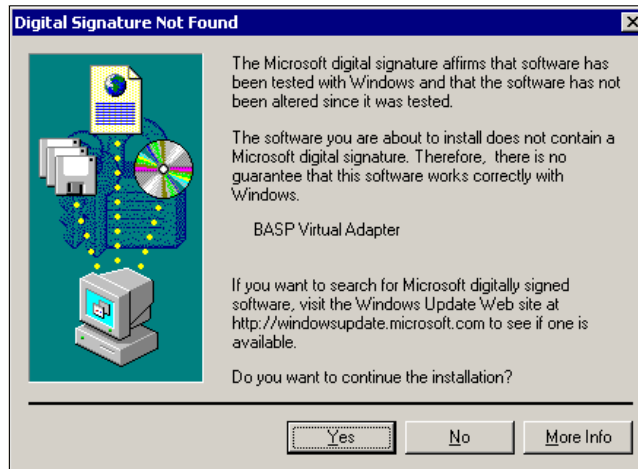 Digital Signature Not Found
The Microsoft digital signature affirms that software has
been tested with Windows and that the software has not
been altered since it was tested.
The software you are about to install does not contain a
Microsoft digital signature. Therefore, there is no
guarantee that this software works correctly with
Windows.
BASP Virtual Adapter
If you want to search for Microsoft digitally signed
software, visit the Windows Update Web site at
http://windowsupdate.microsoft.com to see if one is
available.
Do you want to continue the installation?
Yes No More Info